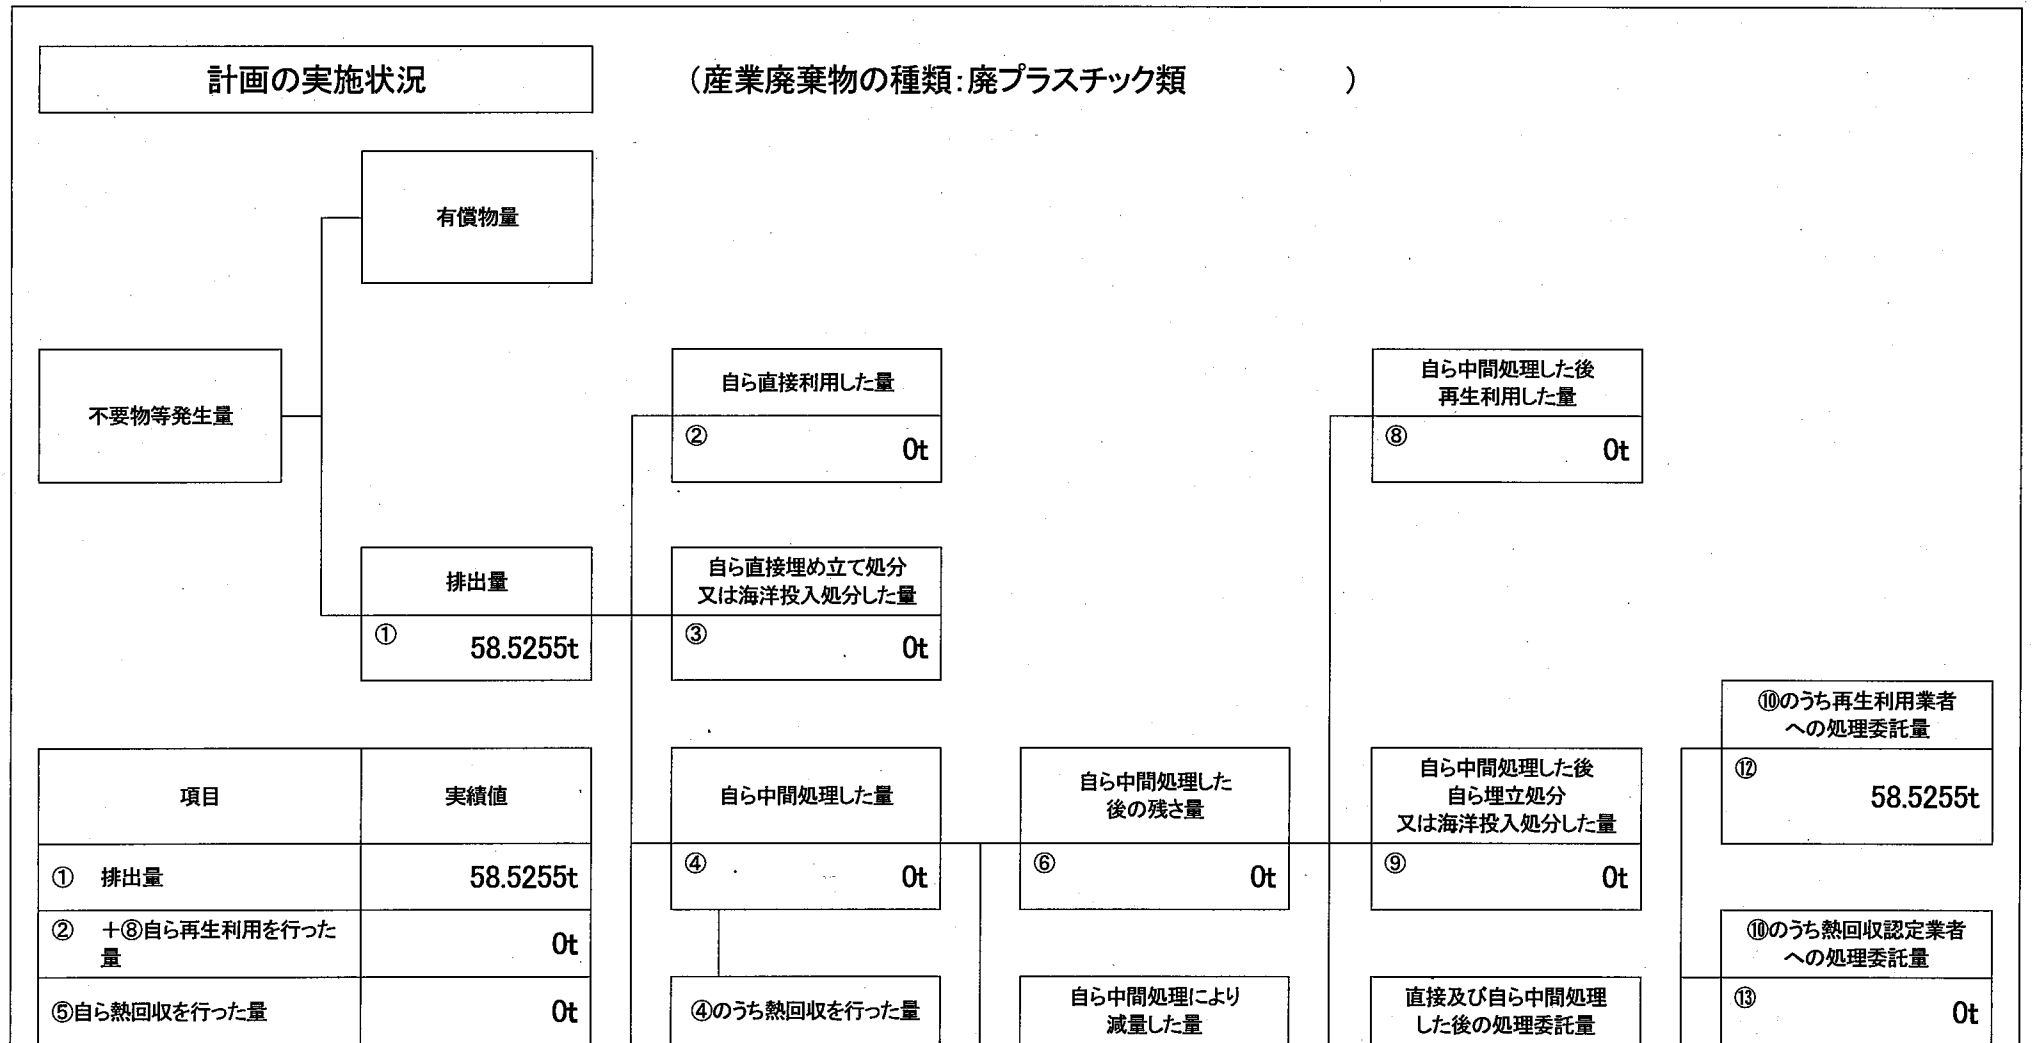 計画の実施状況
（産業廃棄物の種類：廃プラスチック類　　　　　）
有償物量
不要物等発生量
自ら直接利用した量
②
0t
自ら中間処理した後
再生利用した量
⑧
0t
排出量
①
58.5255t
自ら直接埋め立て処分
又は海洋投入処分した量
③
0t
⑩のうち再生利用業者
への処理委託量
⑫
58.5255t
項目
実績値
自ら中間処理した量
④
0t
自ら中間処理した
後の残さ量
⑥
0t
自ら中間処理した後
自ら埋立処分
又は海洋投入処分した量
⑨
0t
①　排出量
58.5255t
②　＋⑧自ら再生利用を行った
量
0t
⑩のうち熱回収認定業者
への処理委託量
⑬
0t
⑤自ら熱回収を行った量
0t
④のうち熱回収を行った量
自ら中間処理により
減量した量
直接及び自ら中間処理
した後の処理委託量